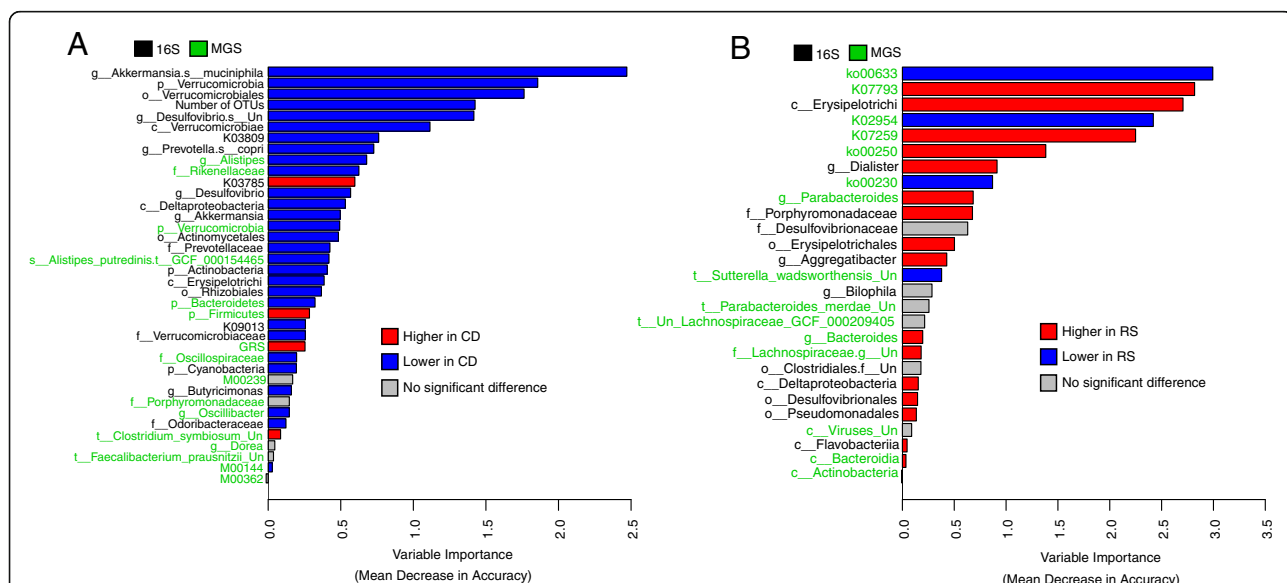 A
16S MGS
g__Akkermansia.s__muciniphila
p__Verrucomicrobia
o__Verrucomicrobiales
Number of OTUs
g__Desulfovibrio.s__Un
c__Verrucomicrobiae
K03809
g__Prevotella.s__copri
g__Alistipes
f__Rikenellaceae
K03785
g__Desulfovibrio
c__Deltaproteobacteria
g__Akkermansia
p__Verrucomicrobia
o__Actinomycetales
f__Prevotellaceae
s__Alistipes_putredinis.t__GCF_000154465
p__Actinobacteria
c__Erysipelotrichi
o__Rhizobiales
p__Bacteroidetes
p__Firmicutes
K09013
f__Verrucomicrobiaceae
GRS
f__Oscillospiraceae
p__Cyanobacteria
M00239
g__Butyricimonas
f__Porphyromonadaceae
g__Oscillibacter
f__Odoribacteraceae
t__Clostridium_symbiosum_Un
g__Dorea
t__Faecalibacterium_prausnitzii_Un
M00144
M00362
Higher in CD
Lower in CD
No significant difference
0.0 0.5 1.0 1.5 2.0 2.5
Variable Importance
(Mean Decrease in Accuracy)
B
16S MGS
ko00633
K07793
c__Erysipelotrichi
K02954
K07259
ko00250
g__Dialister
ko00230
g__Parabacteroides
f__Porphyromonadaceae
f__Desulfovibrionaceae
o__Erysipelotrichales
g__Aggregatibacter
t__Sutterella_wadsworthensis_Un
g__Bilophila
t__Parabacteroides_merdae_Un
t__Un_Lachnospiraceae_GCF_000209405
g__Bacteroides
f__Lachnospiraceae.g__Un
o__Clostridiales.f__Un
c__Deltaproteobacteria
o__Desulfovibrionales
o__Pseudomonadales
c__Viruses_Un
c__Flavobacteriia
c__Bacteroidia
c__Actinobacteria
Higher in RS
Lower in RS
No significant difference
0.0 0.5 1.0 1.5 2.0 2.5 3.0 3.5
Variable Importance
(Mean Decrease in Accuracy)